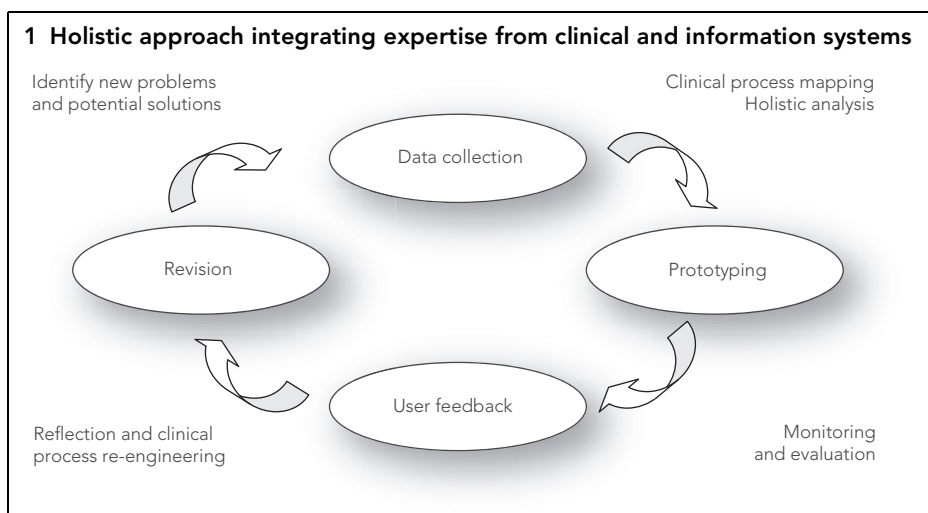 1 Holistic approach integrating expertise from clinical and information systems
Identify new problems
and potential solutions
Clinical process mapping
Holistic analysis
Data collection
Revision
Prototyping
User feedback
Reflection and clinical
process re-engineering
Monitoring
and evaluation